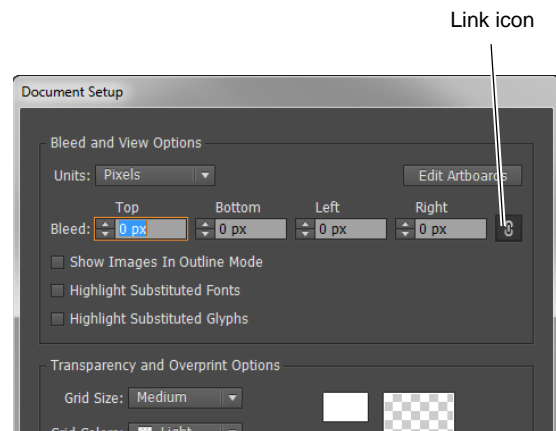 Link icon
Document Setup
Bleed and View Options
Units: Pixels Edit Artboards
Top Bottom Left Right
Bleed: 0 px 0 px 0 px 0 px
Show Images In Outline Mode
Highlight Substituted Fonts
Highlight Substituted Glyphs
Transparency and Overprint Options
Grid Size: Medium
Light